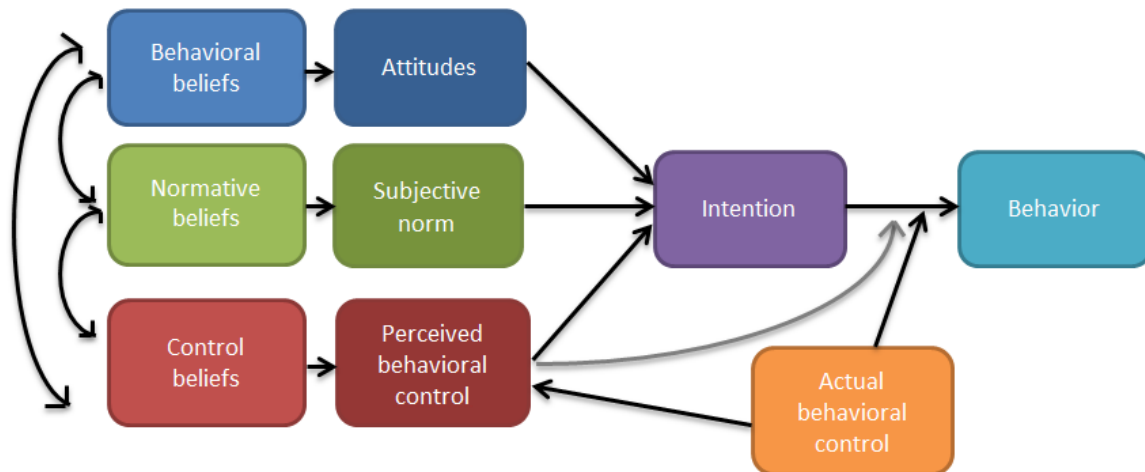 Behavioral
beliefs
Attitudes
Normative
beliefs
Subjective
norm
Intention
Behavior
Control
beliefs
Perceived
behavioral
control
Actual
behavioral
control